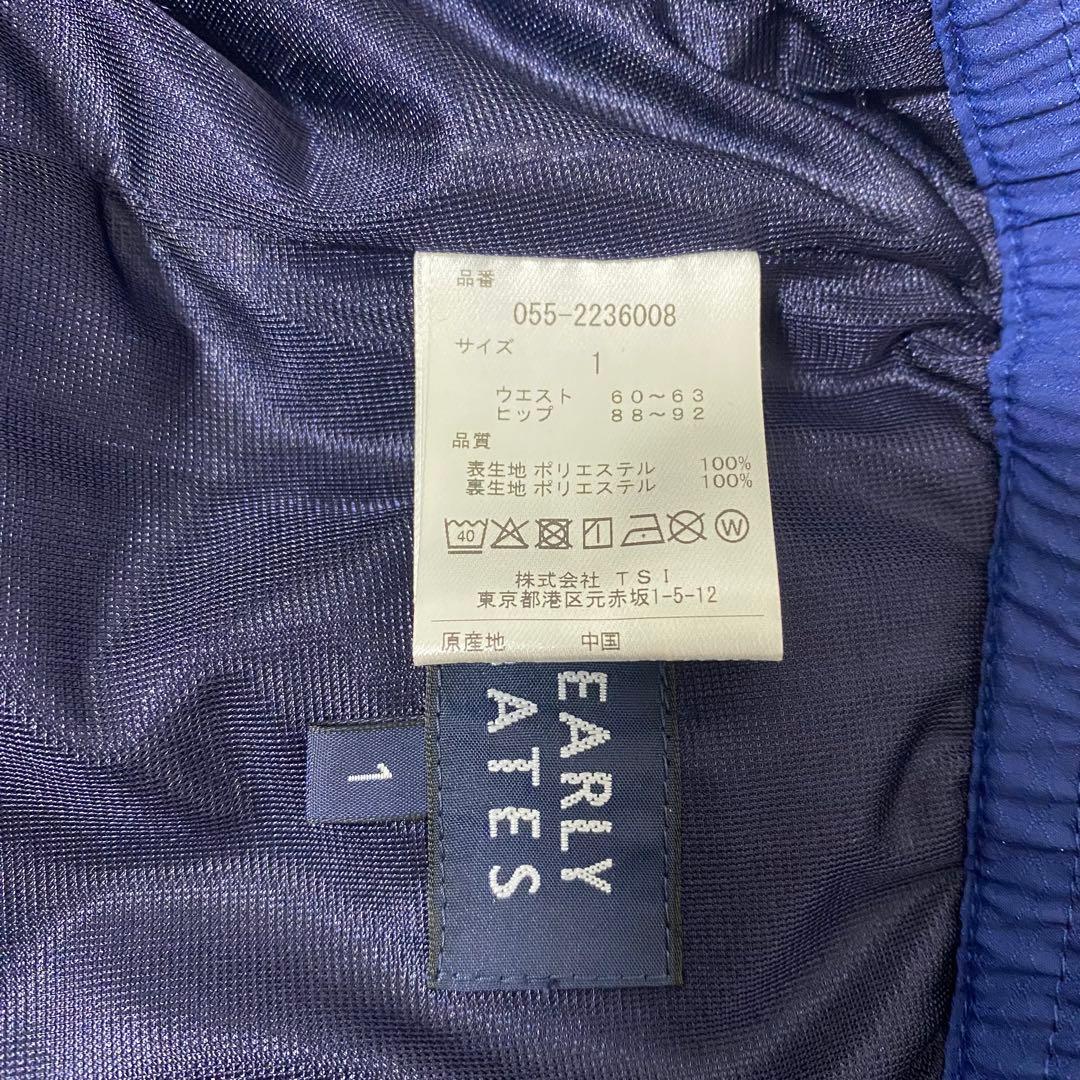 品番
055-2236008
サイズ
1
ウエスト 60～63
ヒップ 88～92
品質
表生地 ポリエステル 100%
裏生地 ポリエステル 100%
40
W
株式会社 TSI
東京都港区元赤坂1-5-12
原産地 中国
EARLY
ATES
1